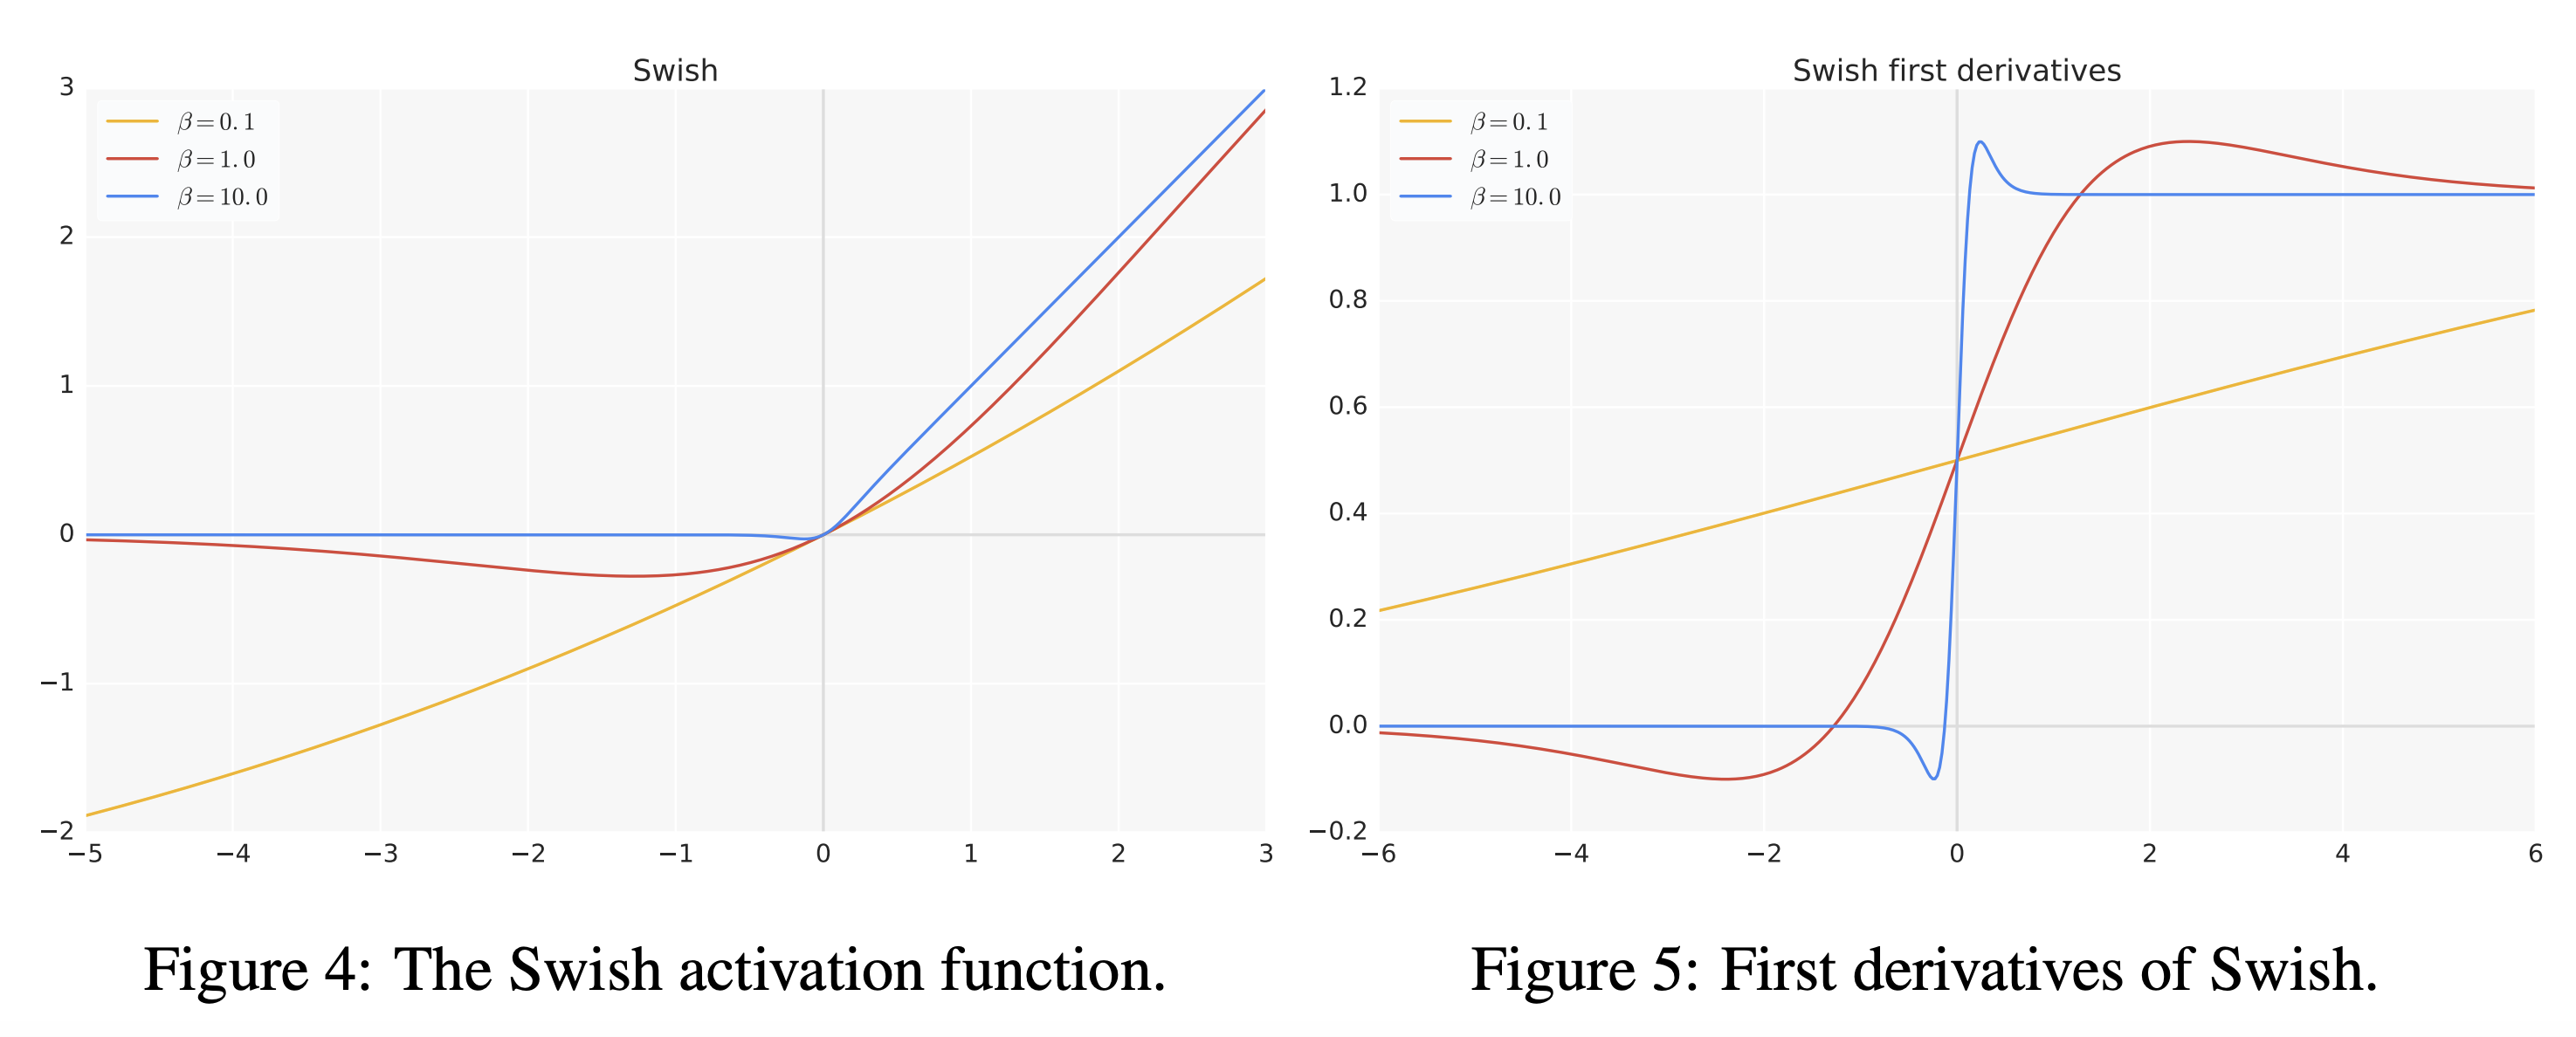 Swish
3
2
1
0
−1
−2
β=0.1
β=1.0
β=10.0
−5 −4 −3 −2 −1 0 1 2 3
Figure 4: The Swish activation function.
Swish first derivatives
1.2
1.0
0.8
0.6
0.4
0.2
0.0
−0.2
β=0.1
β=1.0
β=10.0
−6 −4 −2 0 2 4 6
Figure 5: First derivatives of Swish.